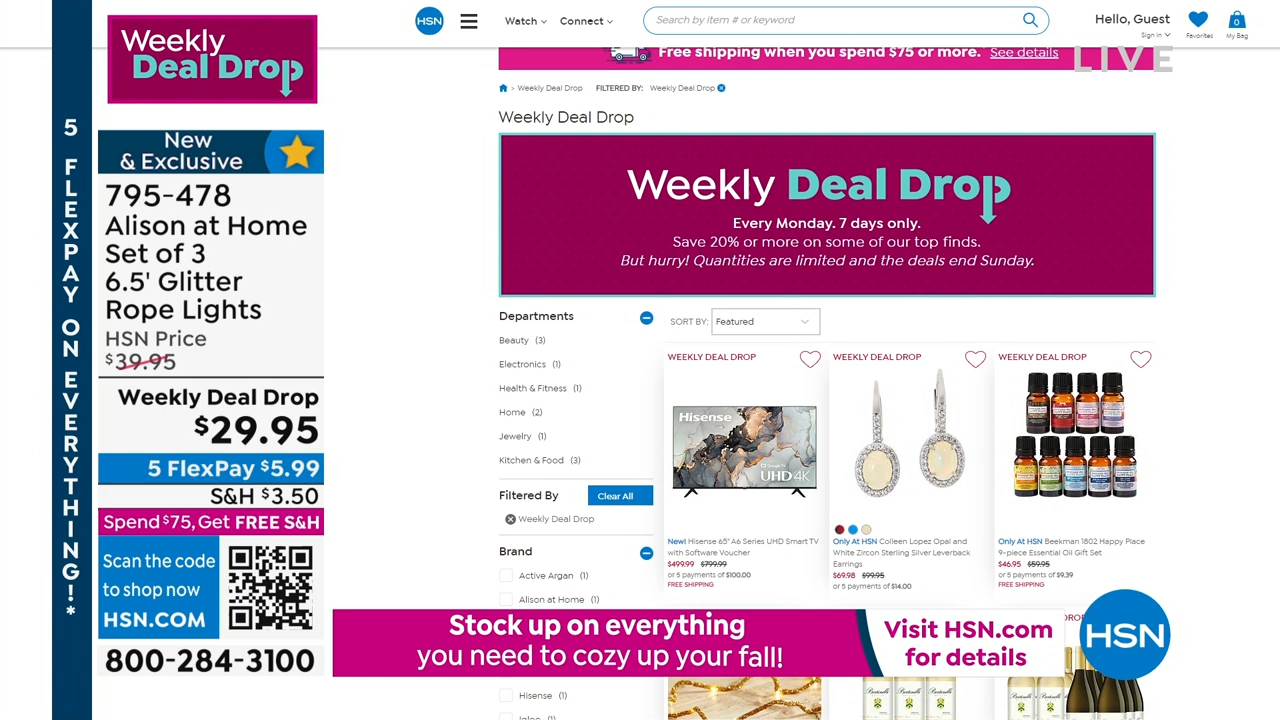 Weekly
Deal Drop
5 FLEXPAY ON EVERYTHING!*
New
& Exclusive
795-478
Alison at Home
Set of 3
6.5' Glitter
Rope Lights
HSN Price
$39.95
Weekly Deal Drop
$29.95
5 FlexPay $5.99
S&H $3.50
Spend $75, Get FREE S&H
Scan the code
to shop now
HSN.COM
800-284-3100
HSN
Watch
Connect
Search by item # or keyword
Hello, Guest
Sign in
Favorites
0
My Bag
Free shipping when you spend $75 or more. See details
LIVE
> Weekly Deal Drop FILTERED BY: Weekly Deal Drop
Weekly Deal Drop
Weekly Deal Drop
Every Monday. 7 days only.
Save 20% or more on some of our top finds.
But hurry! Quantities are limited and the deals end Sunday.
Departments
Beauty (3)
Electronics (1)
Health & Fitness (1)
Home (2)
Jewelry (1)
Kitchen & Food (3)
Filtered By
Clear All
Weekly Deal Drop
Brand
Active Argan (1)
Alison at Home (1)
Hisense (1)
Igloo (1)
SORT BY: Featured
WEEKLY DEAL DROP
Hisense
Google TV
UHD 4K
New! Hisense 65" A6 Series UHD Smart TV
with Software Voucher
$499.99 $799.99
or 5 payments of $100.00
FREE SHIPPING
WEEKLY DEAL DROP
Only At HSN Colleen Lopez Opal and
White Zircon Sterling Silver Leverback
Earrings
$69.98 $99.95
or 5 payments of $14.00
WEEKLY DEAL DROP
Only At HSN Beekman 1802 Happy Place
9-piece Essential Oil Gift Set
$46.95 $59.95
or 5 payments of $9.39
FREE SHIPPING
Stock up on everything
you need to cozy up your fall!
Visit HSN.com
for details
HSN